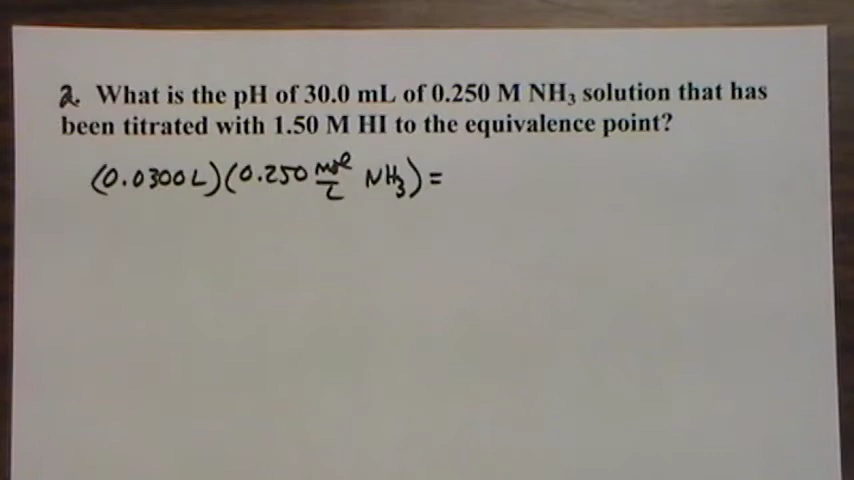 2. What is the pH of 30.0 mL of 0.250 M NH₃ solution that has
been titrated with 1.50 M HI to the equivalence point?
(0.0300 L)(0.250 mol/L NH₃) =